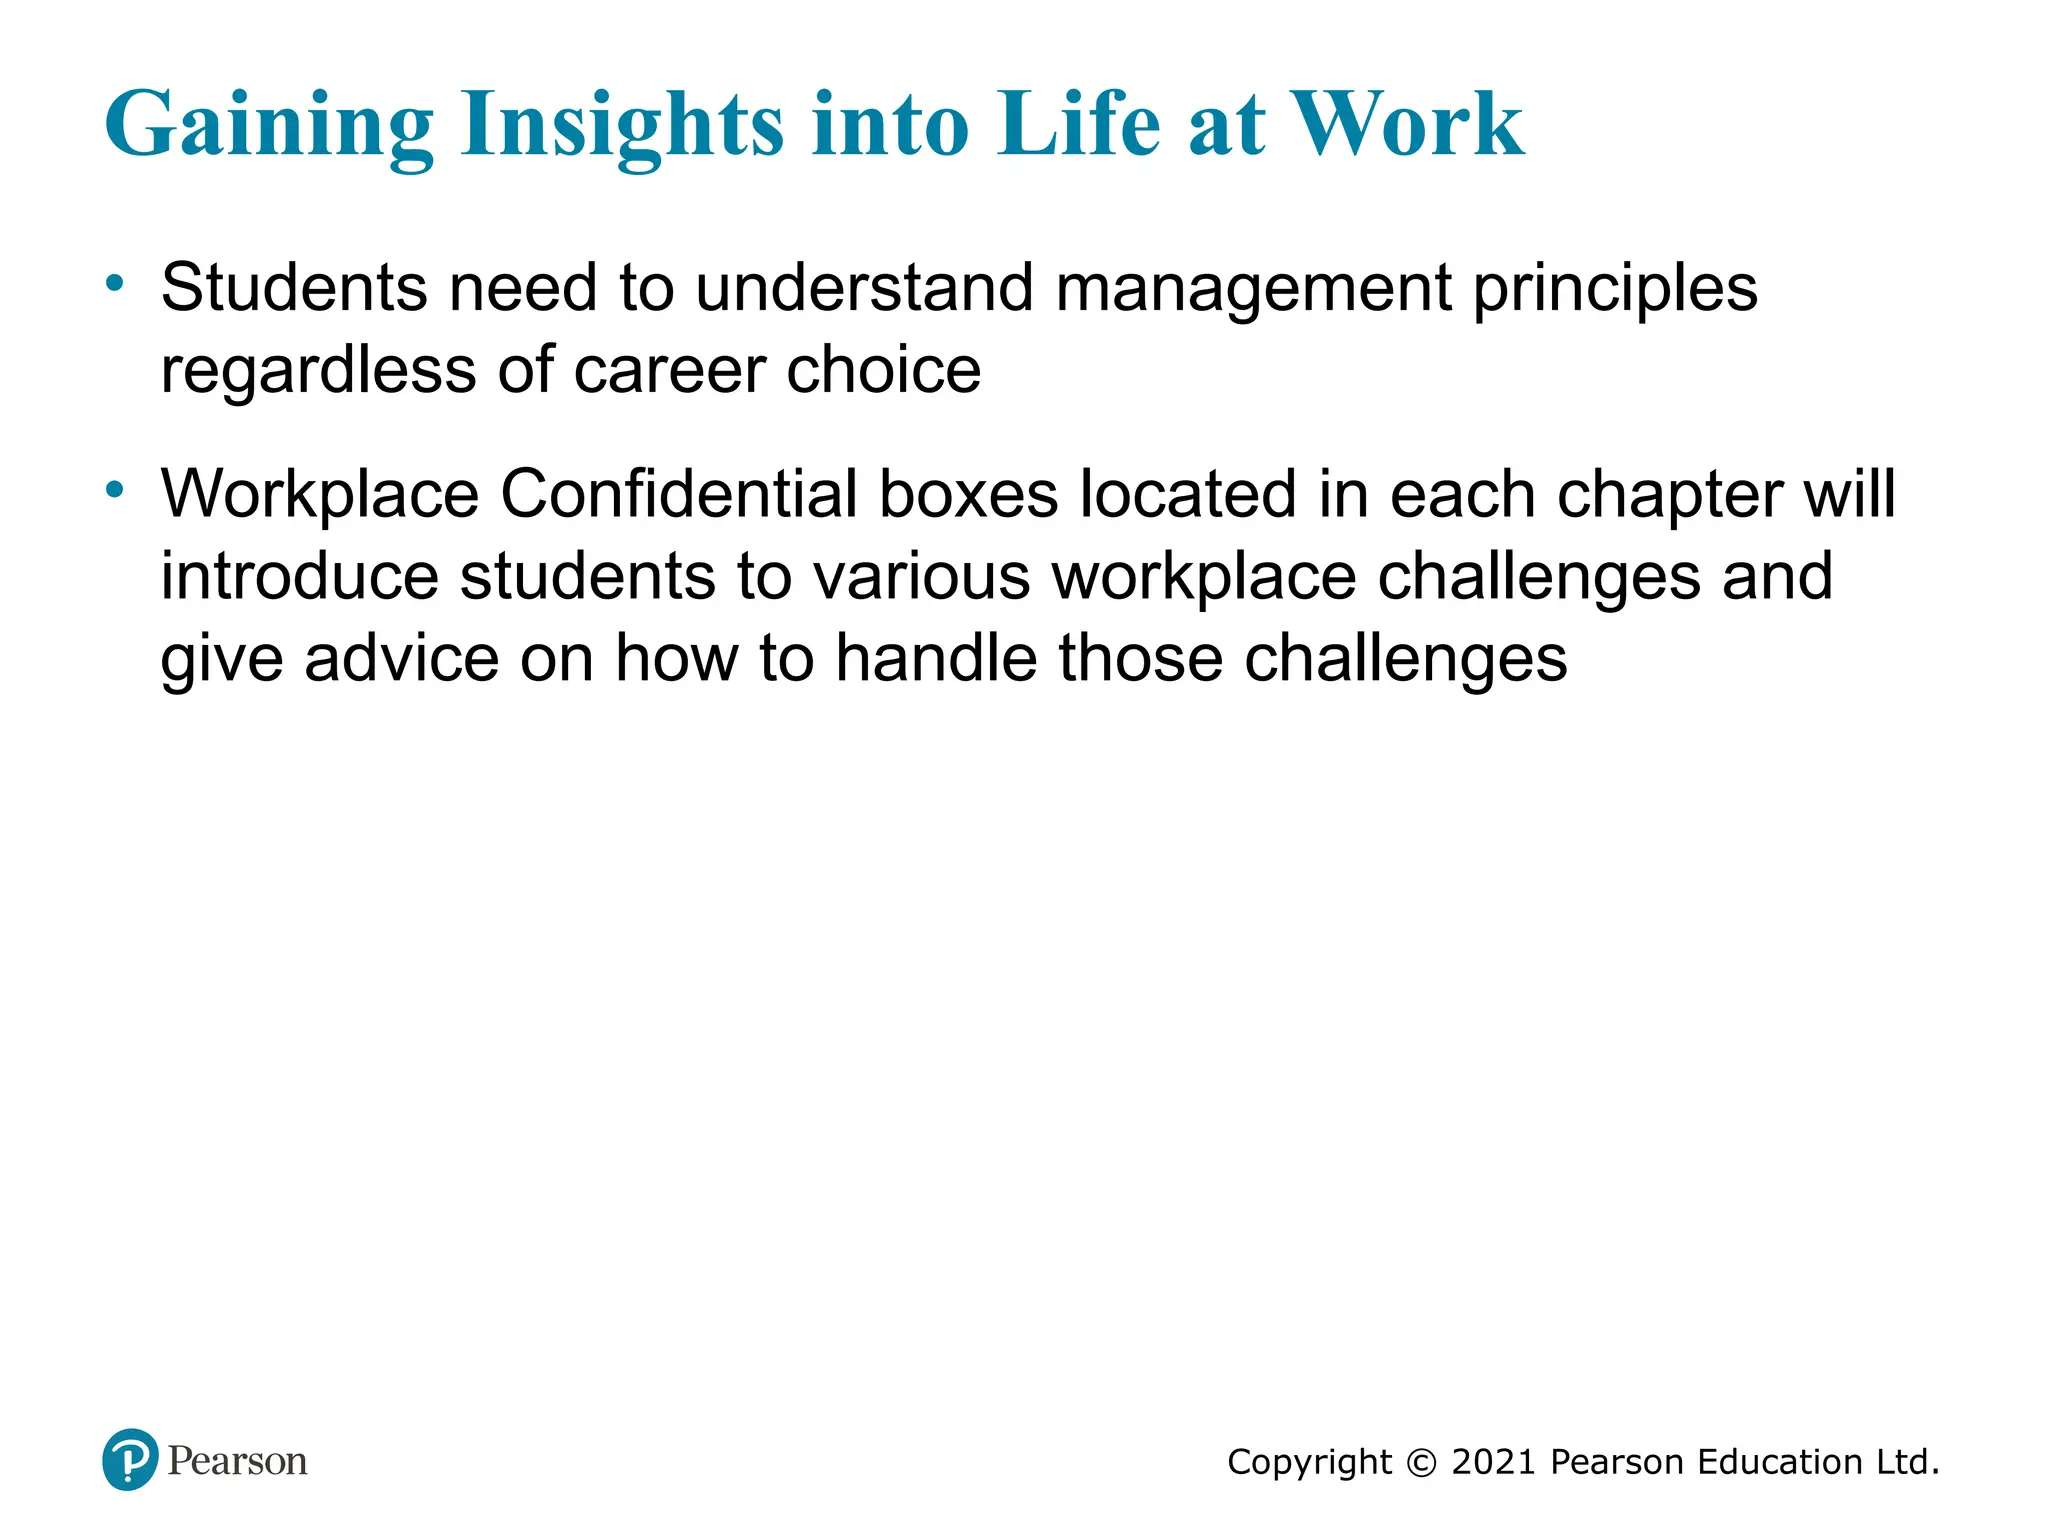 Gaining Insights into Life at Work
• Students need to understand management principles
regardless of career choice
• Workplace Confidential boxes located in each chapter will
introduce students to various workplace challenges and
give advice on how to handle those challenges
Pearson
Copyright © 2021 Pearson Education Ltd.